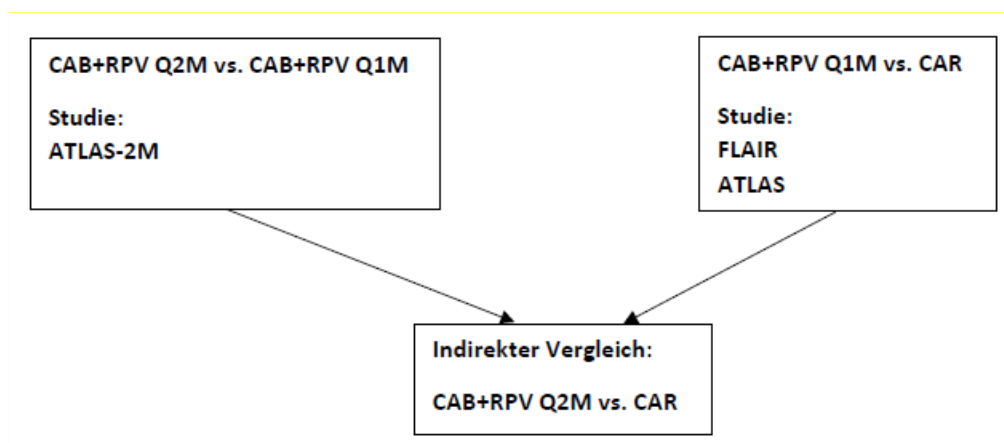 CAB+RPV Q2M vs. CAB+RPV Q1M
Studie:
ATLAS-2M
CAB+RPV Q1M vs. CAR
Studie:
FLAIR
ATLAS
Indirekter Vergleich:
CAB+RPV Q2M vs. CAR